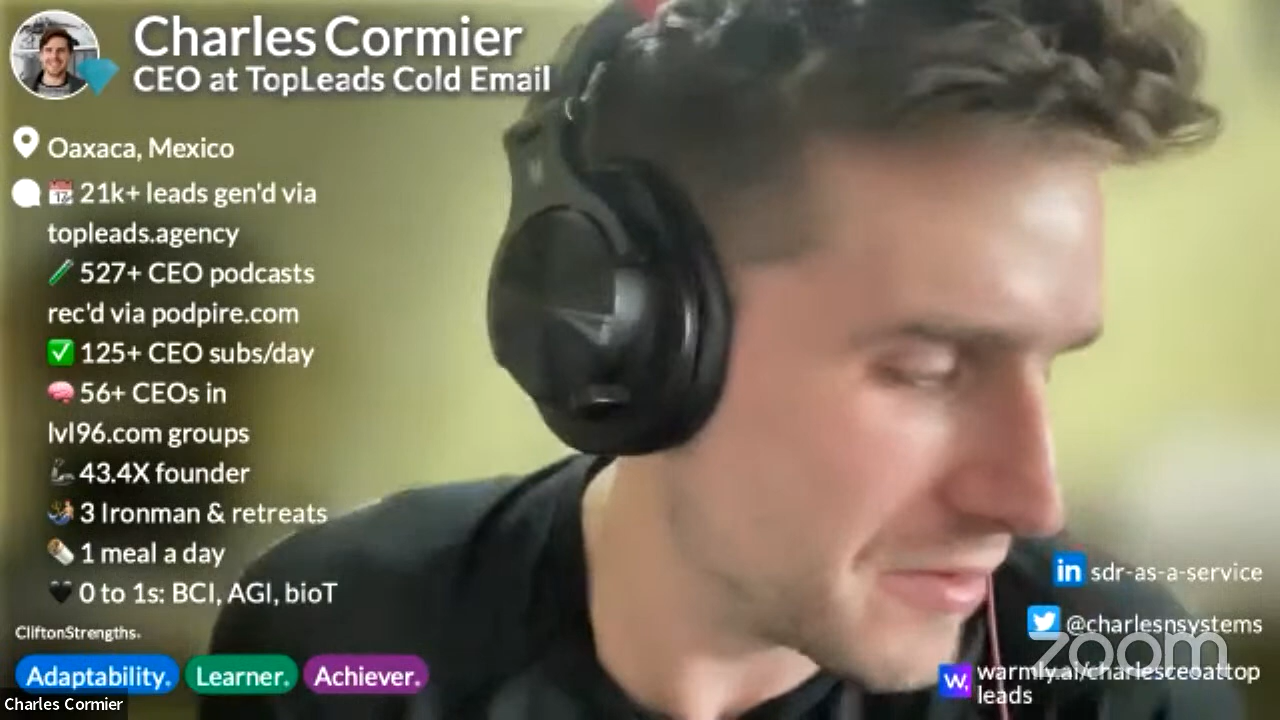 Charles Cormier
CEO at TopLeads Cold Email
Oaxaca, Mexico
21k+ leads gen'd via
topleads.agency
527+ CEO podcasts
rec'd via podpire.com
125+ CEO subs/day
56+ CEOs in
lvl96.com groups
43.4X founder
3 Ironman & retreats
1 meal a day
0 to 1s: BCI, AGI, bioT
CliftonStrengths.
Adaptability. Learner. Achiever.
Charles Cormier
in sdr-as-a-service
@charlesnsystems
zoom
w. warmly.ai/charlesceoattop
leads